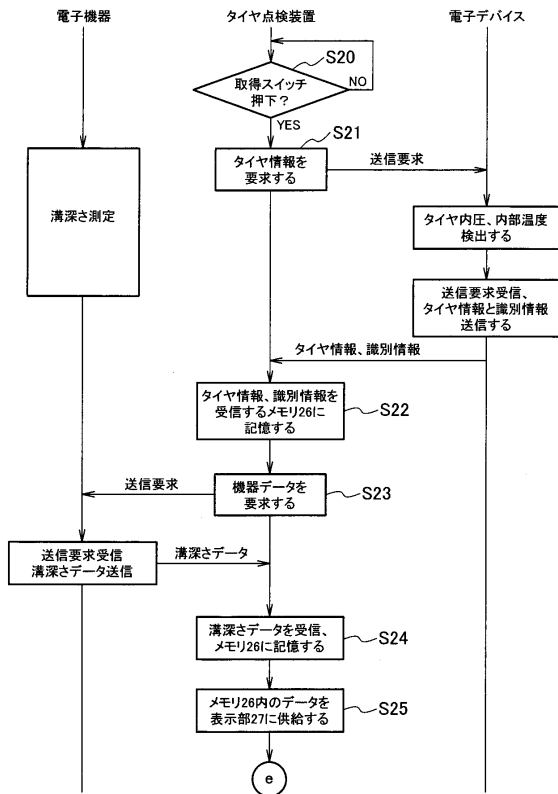 電子機器
タイヤ点検装置
電子デバイス
S20
取得スイッチ
押下？
NO
YES
S21
タイヤ情報を
要求する
送信要求
溝深さ測定
タイヤ内圧、内部温度
検出する
送信要求受信、
タイヤ情報と識別情報
送信する
タイヤ情報、識別情報
タイヤ情報、識別情報を
受信するメモリ26に
記憶する
S22
機器データを
要求する
S23
送信要求
送信要求受信
溝深さデータ送信
溝深さデータ
溝深さデータを受信、
メモリ26に記憶する
S24
メモリ26内のデータを
表示部27に供給する
S25
e